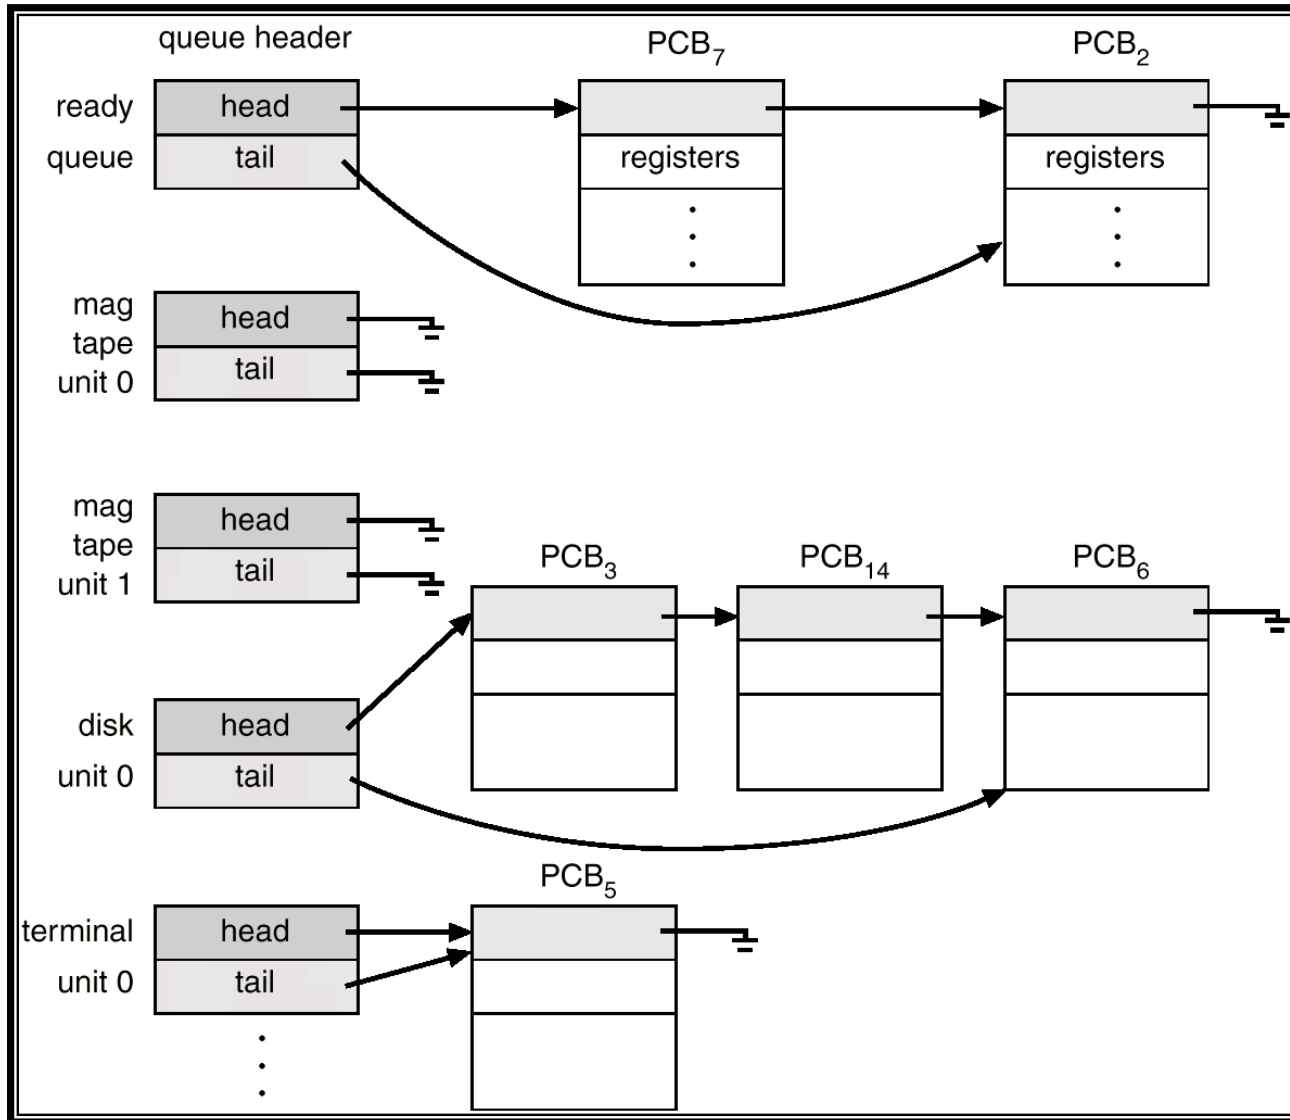 queue header
PCB7
PCB2
ready
head
queue
tail
registers
registers
mag
tape
unit 0
head
tail
mag
tape
unit 1
head
tail
PCB3
PCB14
PCB6
disk
head
unit 0
tail
PCB5
terminal
head
unit 0
tail